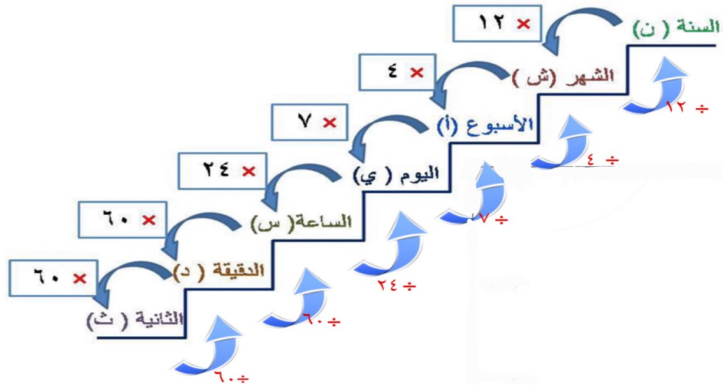 السنة ( ن)
× ١٢
÷ ١٢
الشهر (ش )
× ٤
÷ ٤
الأسبوع (أ)
× ٧
÷ ٧
اليوم ( ي)
× ٢٤
÷ ٢٤
الساعة( س)
× ٦٠
÷ ٦٠
الدقيقة ( د)
× ٦٠
÷ ٦٠
الثانية ( ث)